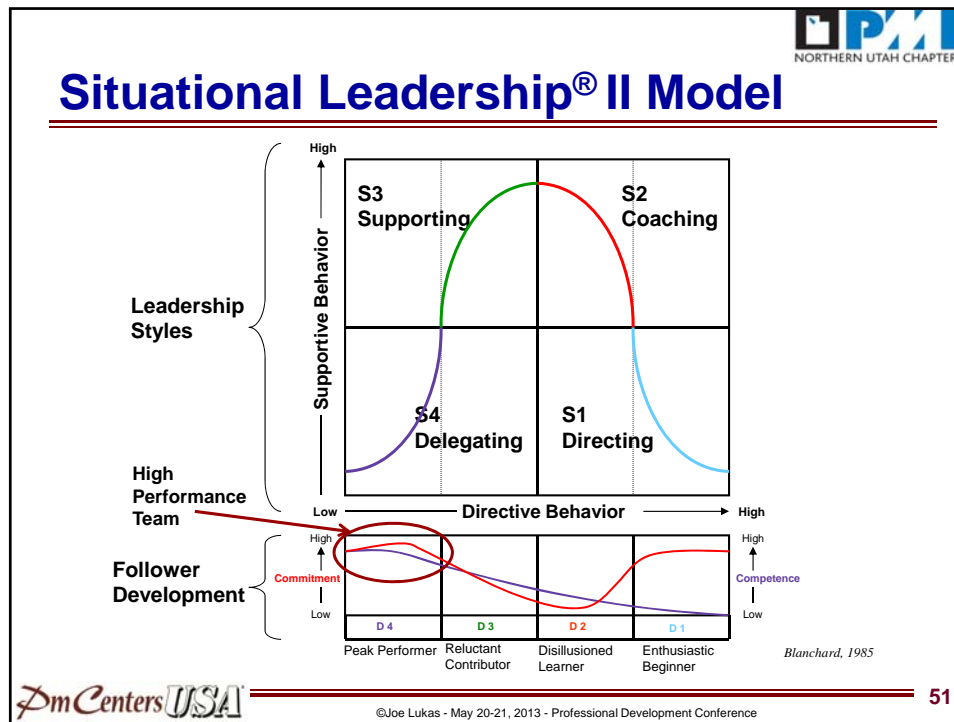 PMI
NORTHERN UTAH CHAPTER
Situational Leadership® II Model
High
S3
Supporting
S2
Coaching
Leadership
Styles
Supportive Behavior
S4
Delegating
S1
Directing
High
Performance
Team
Low
Directive Behavior
High
Follower
Development
High
Commitment
Low
High
Competence
Low
D 4
D 3
D 2
D 1
Peak Performer
Reluctant
Contributor
Disillusioned
Learner
Enthusiastic
Beginner
Blanchard, 1985
PmCenters USA
©Joe Lukas - May 20-21, 2013 - Professional Development Conference
51